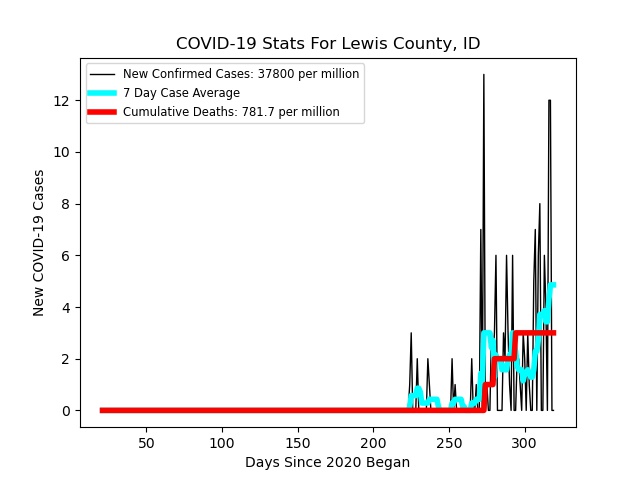 COVID-19 Stats For Lewis County, ID
New Confirmed Cases: 37800 per million
7 Day Case Average
Cumulative Deaths: 781.7 per million
New COVID-19 Cases
12
10
8
6
4
2
0
50 100 150 200 250 300
Days Since 2020 Began